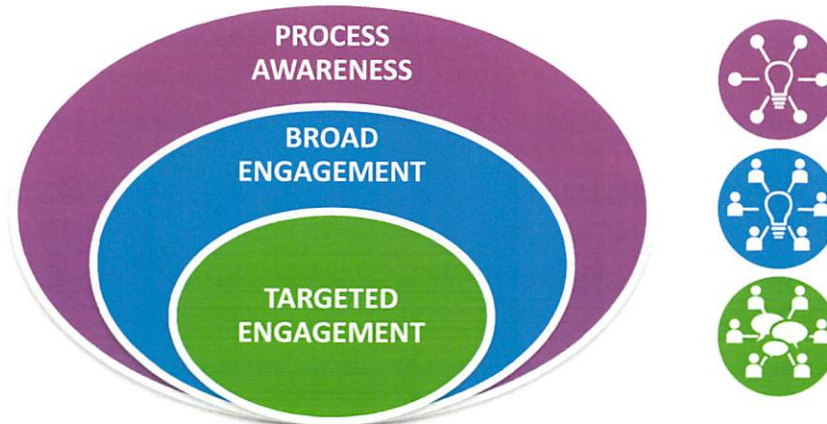 PROCESS
AWARENESS
BROAD
ENGAGEMENT
TARGETED
ENGAGEMENT